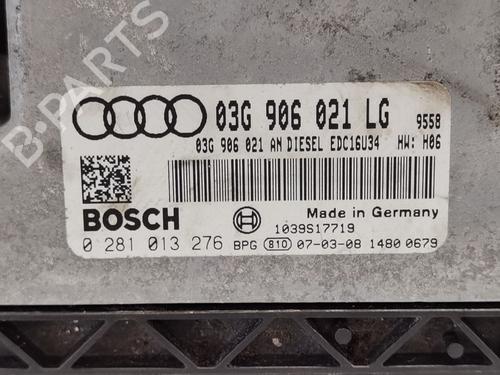 03G 906 021 LG 9558
03G 906 021 AN DIESEL EDC16U34 HW: H06
BOSCH
Made in Germany
1039S17719
0 281 013 276 BPG 810 07-03-08 1480 0679
B-PARTS